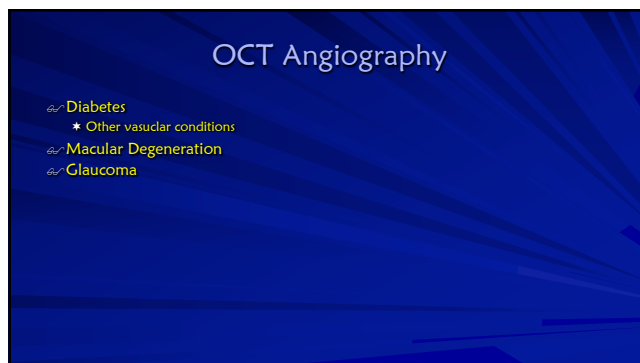 OCT Angiography
Diabetes
Other vasuclar conditions
Macular Degeneration
Glaucoma